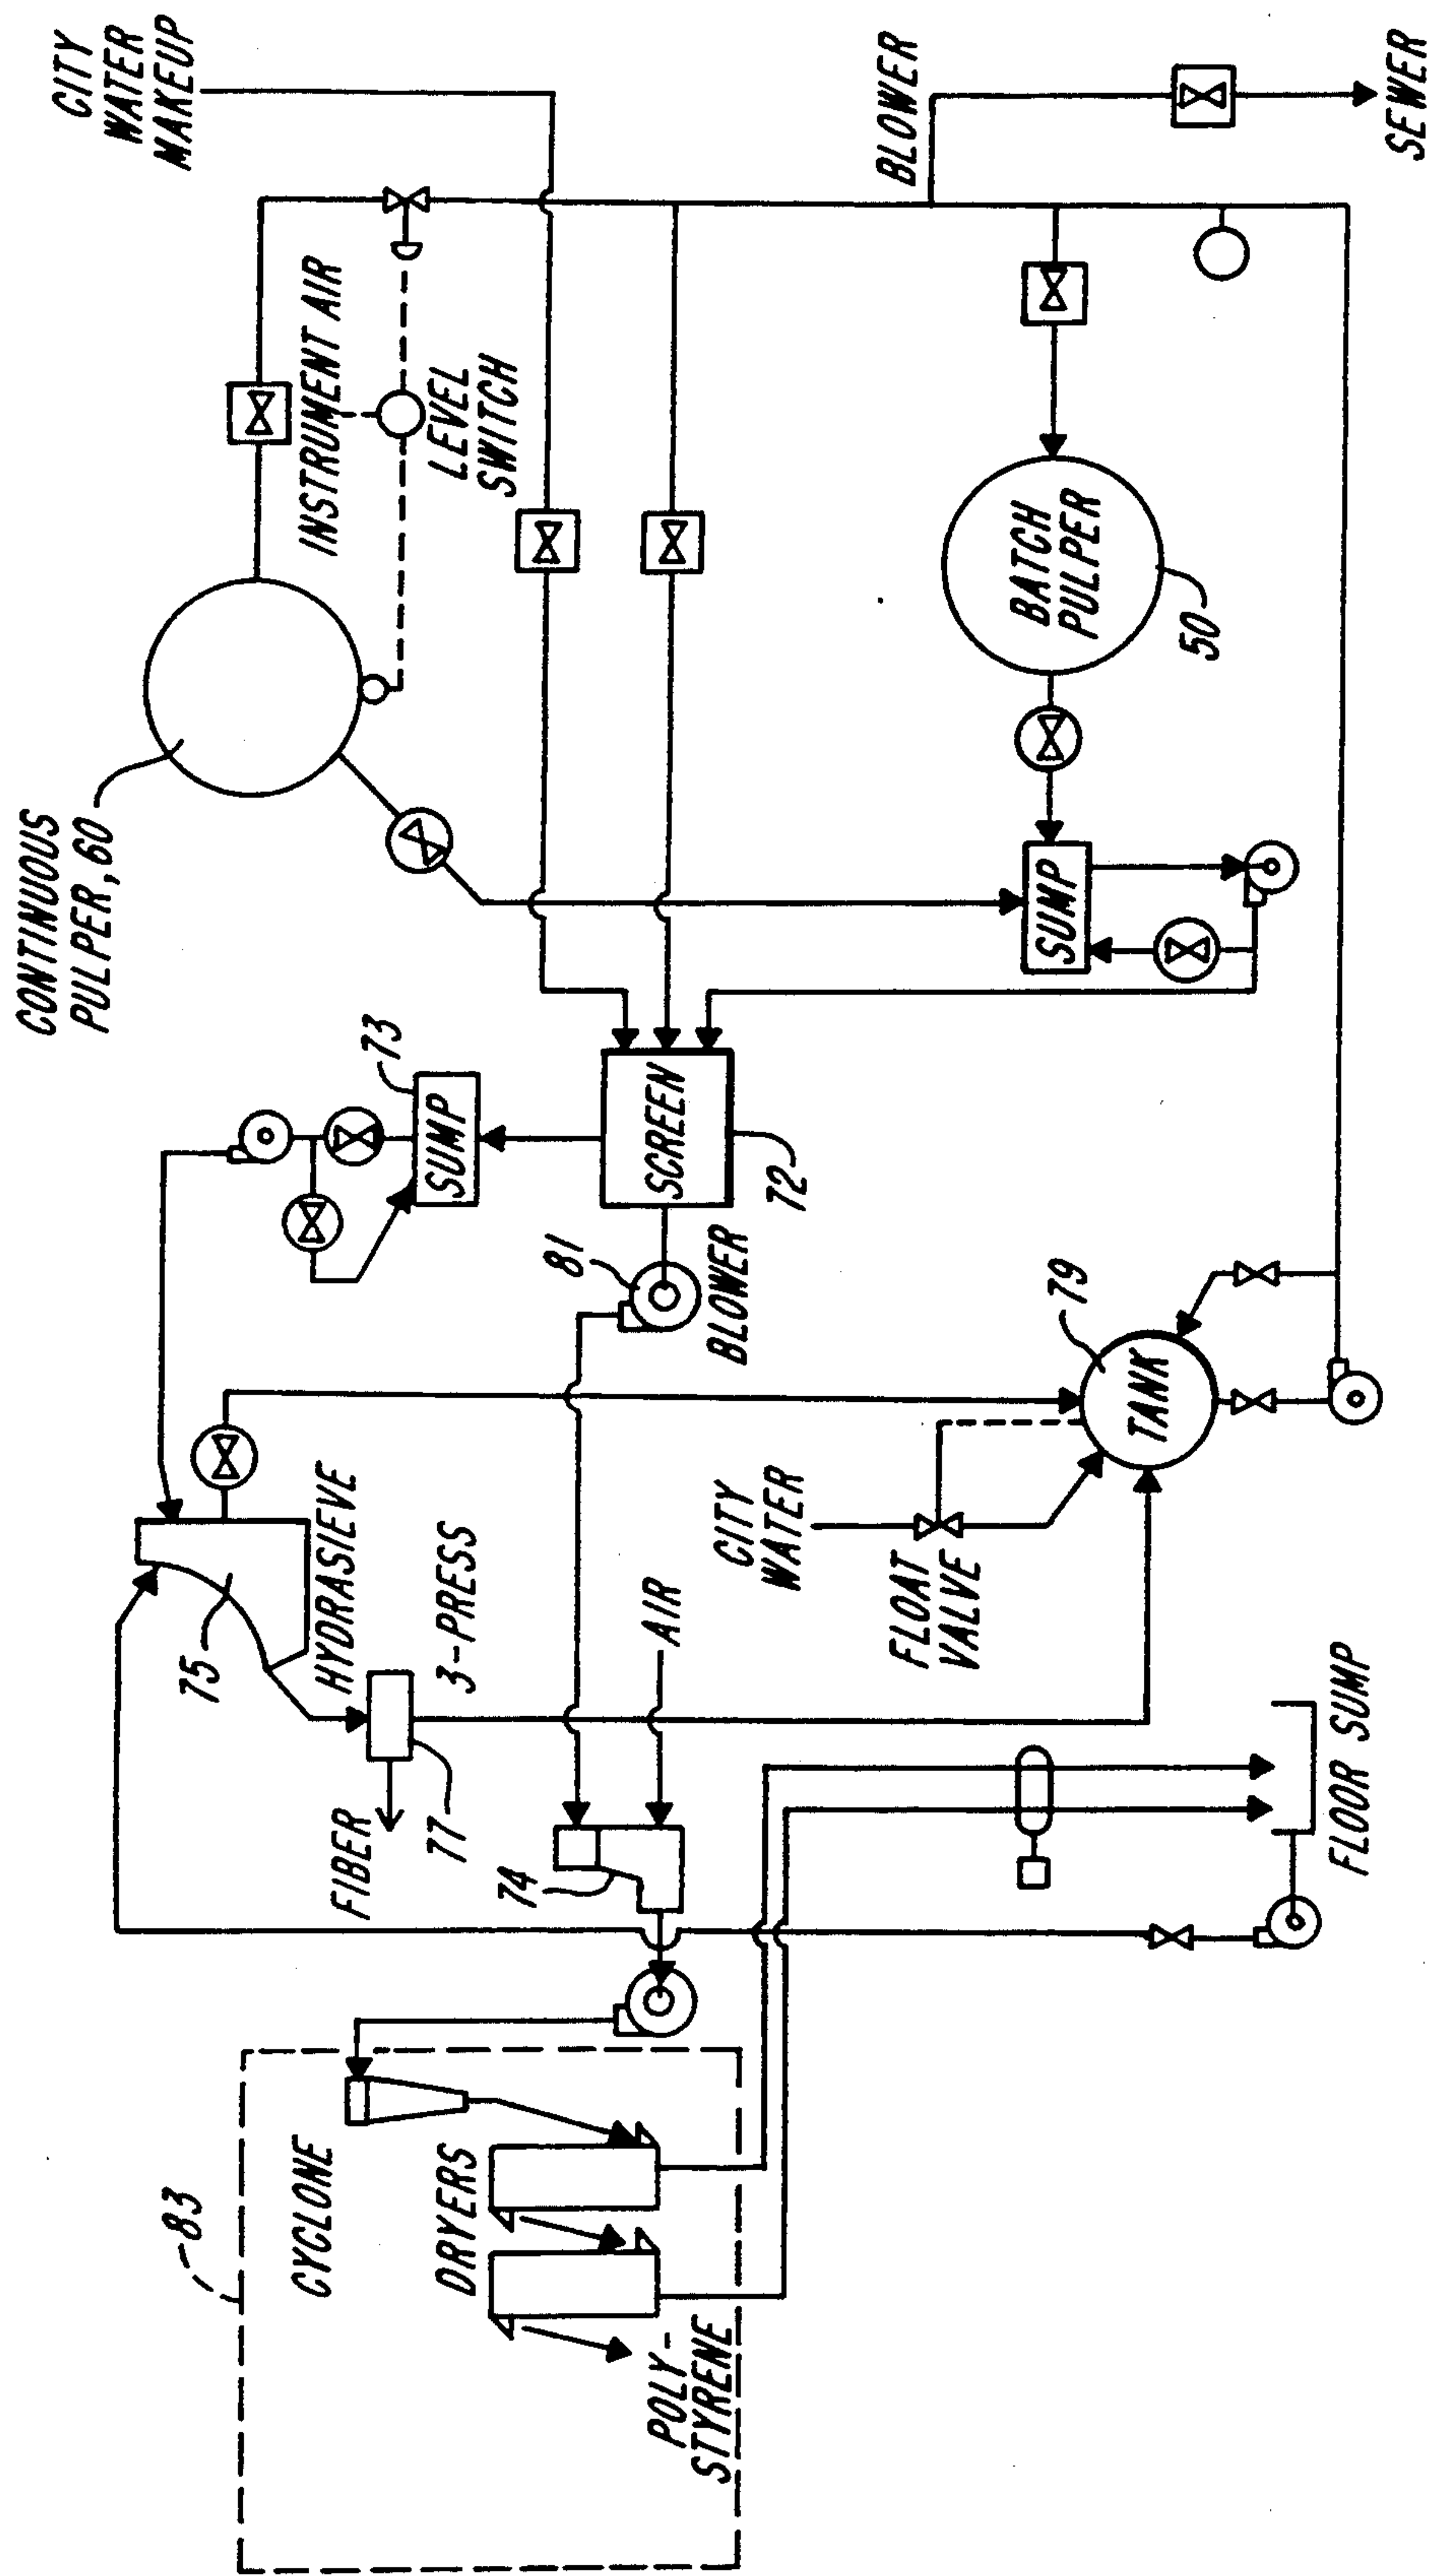 CONTINUOUS
PULPER, 60
CITY
WATER
MAKEUP
INSTRUMENT AIR
LEVEL
SWITCH
73
SUMP
SCREEN
72
81
BLOWER
HYDRASIEVE
75
3-PRESS
FIBER
77
AIR
74
83
CYCLONE
DRYERS
POLY-
STYRENE
CITY
WATER
FLOAT
VALVE
79
TANK
FLOOR SUMP
SUMP
BATCH
PULPER
50
BLOWER
SEWER